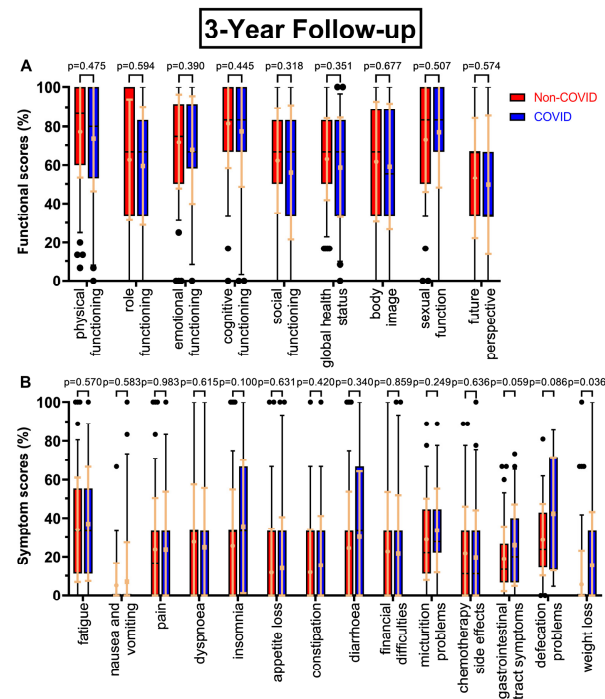 3-Year Follow-up
A
p=0.475 p=0.594 p=0.390 p=0.445 p=0.318 p=0.351 p=0.677 p=0.507 p=0.574
Functional scores (%)
100
80
60
40
20
0
Non-COVID
COVID
physical
functioning
role
functioning
emotional
functioning
cognitive
functioning
social
functioning
global health
status
body
image
sexual
function
future
perspective
B
p=0.570 p=0.583 p=0.983 p=0.615 p=0.100 p=0.631 p=0.420 p=0.340 p=0.859 p=0.249 p=0.636 p=0.059 p=0.086 p=0.036
Symptom scores (%)
100
80
60
40
20
0
fatigue
nausea and
vomiting
pain
dyspnoea
insomnia
appetite loss
constipation
diarrhoea
financial
difficulties
micturition
problems
chemotherapy
side effects
gastrointestinal
tract symptoms
defecation
problems
weight loss